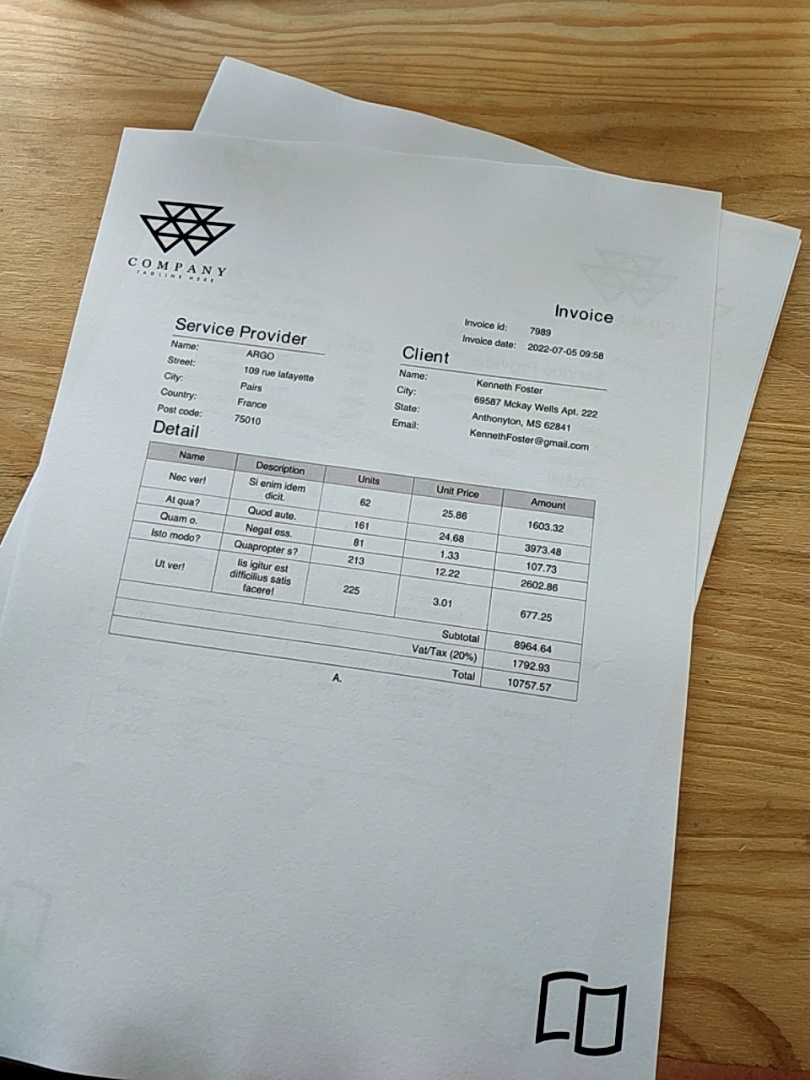 COMPANY
TAGLINE HERE
Invoice
Invoice id: 7989
Invoice date: 2022-07-05 09:58
Service Provider
Name: ARGO
Street: 109 rue lafayette
City: Pairs
Country: France
Post code: 75010
Client
Name: Kenneth Foster
City: 69587 Mckay Wells Apt. 222
State: Anthonyton, MS 62841
Email: KennethFoster@gmail.com
Detail
Name Description Units Unit Price Amount
Nec ver! Si enim idem dicit. 62 25.86 1603.32
At qua? Quod aute. 161 24.68 3973.48
Quam o. Negat ess. 81 1.33 107.73
Isto modo? Quapropter s? 213 12.22 2602.86
Ut ver! Iis igitur est difficilius satis facere! 225 3.01 677.25
Subtotal 8964.64
Vat/Tax (20%) 1792.93
Total 10757.57
A.